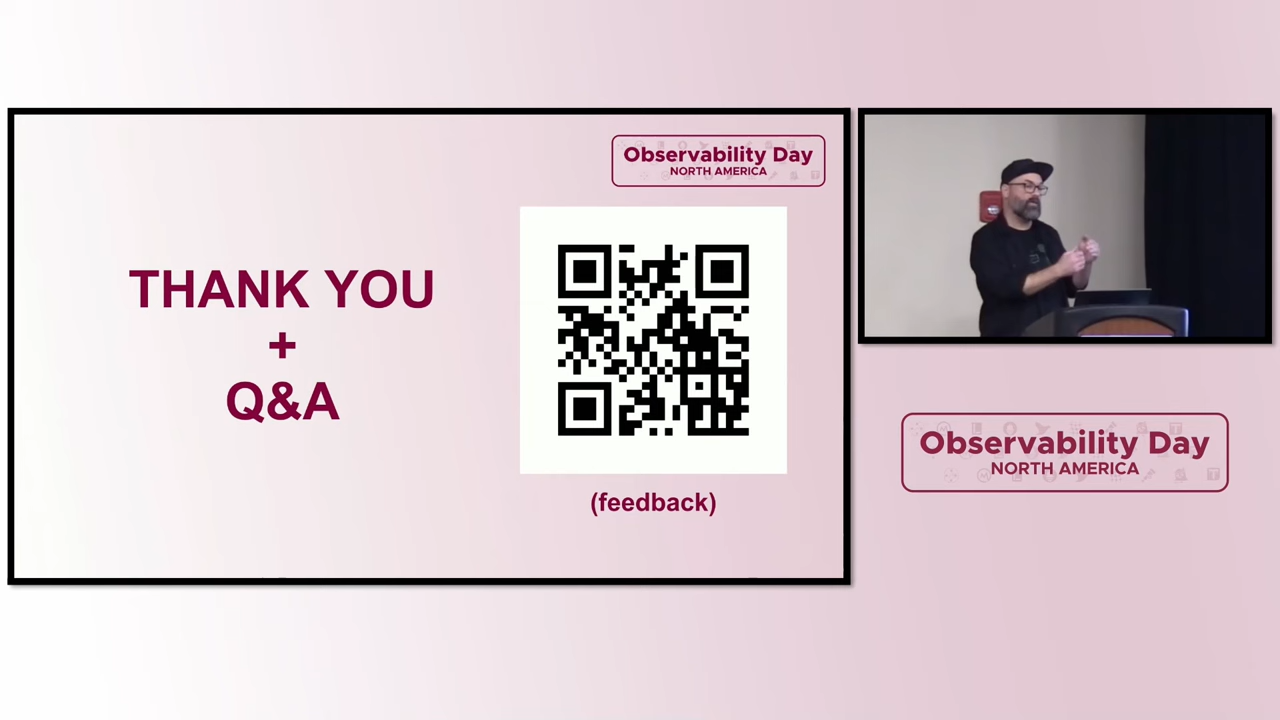 Observability Day
NORTH AMERICA
THANK YOU
+
Q&A
(feedback)
Observability Day
NORTH AMERICA